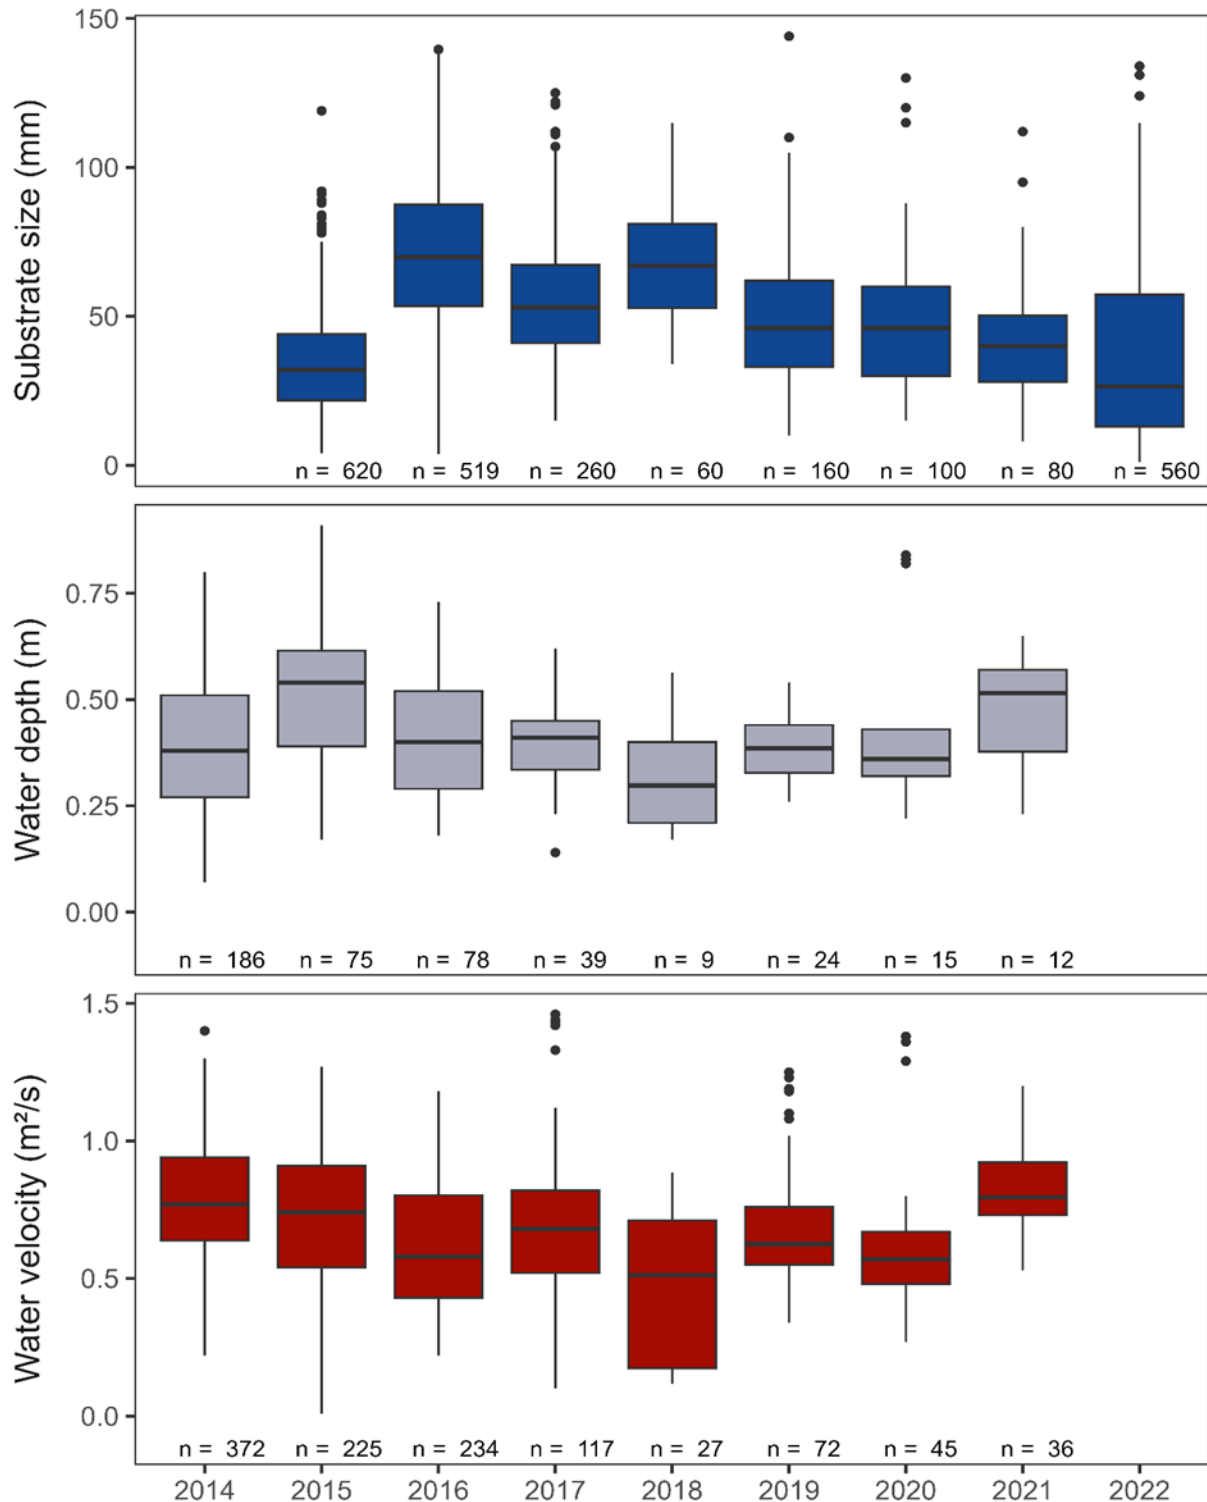 Substrate size (mm)
150
100
50
0
n = 620 n = 519 n = 260 n = 60 n = 160 n = 100 n = 80 n = 560
Water depth (m)
0.75
0.50
0.25
0.00
n = 186 n = 75 n = 78 n = 39 n = 9 n = 24 n = 15 n = 12
Water velocity (m²/s)
1.5
1.0
0.5
0.0
n = 372 n = 225 n = 234 n = 117 n = 27 n = 72 n = 45 n = 36
2014 2015 2016 2017 2018 2019 2020 2021 2022